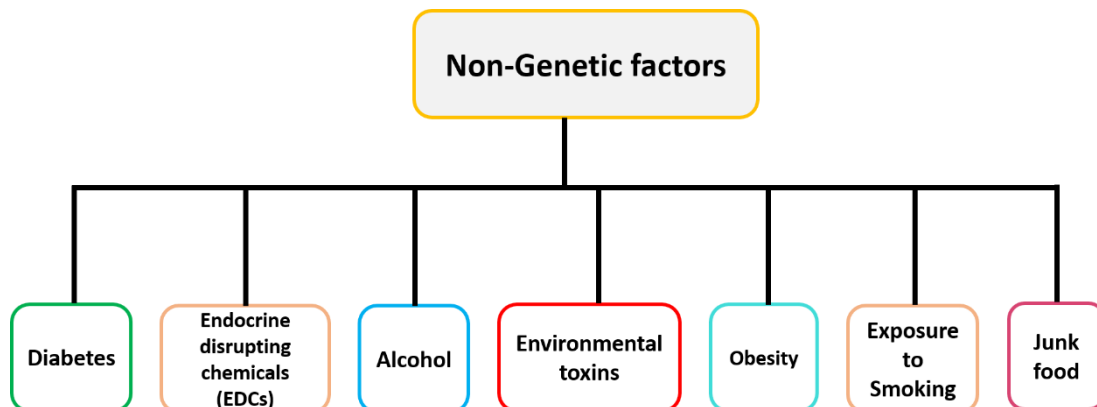 Non-Genetic factors
Diabetes
Endocrine
disrupting
chemicals
(EDCs)
Alcohol
Environmental
toxins
Obesity
Exposure
to
Smoking
Junk
food